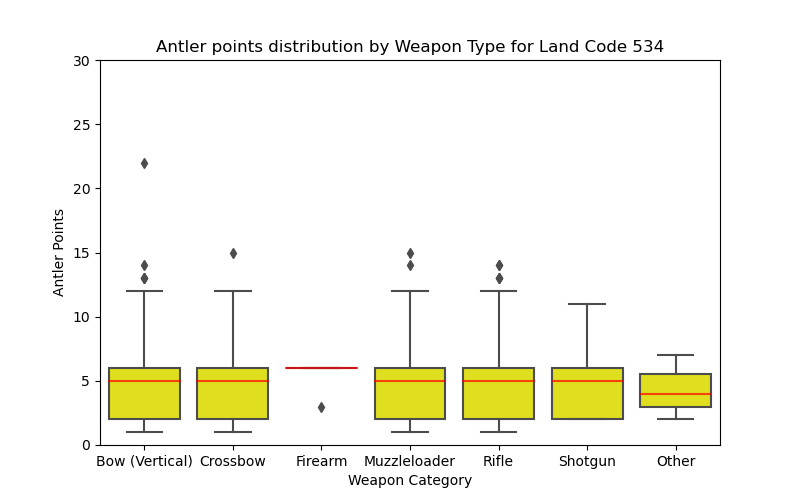 Antler points distribution by Weapon Type for Land Code 534
30
25
20
15
10
5
0
Antler Points
Bow (Vertical) Crossbow Firearm Muzzleloader Rifle Shotgun Other
Weapon Category